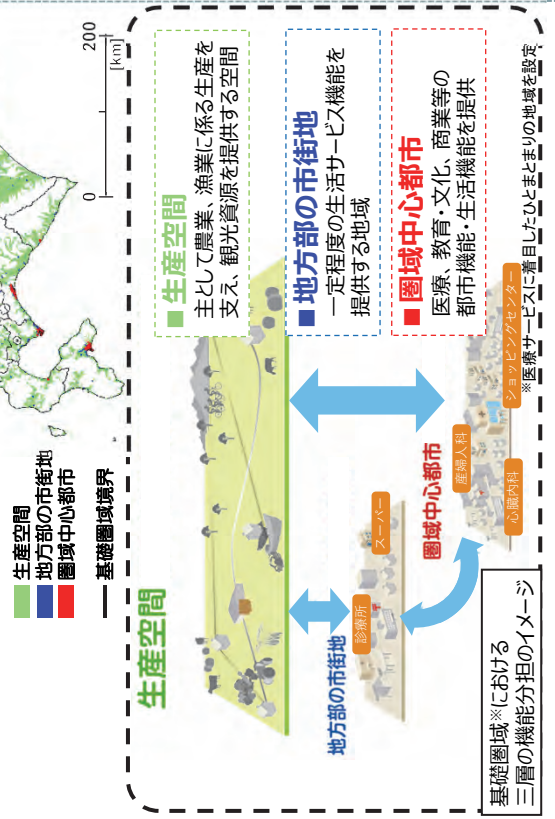 生産空間
地方部の市街地
圏域中心都市
基礎圏域境界
0
200
[km]
生産空間
地方部の市街地
診療所
スーパー
圏域中心都市
産婦人科
心臓内科
ショッピングセンター
■ 生産空間
主として農業、漁業に係る生産を
支え、観光資源を提供する空間
■ 地方部の市街地
一定程度の生活サービス機能を
提供する地域
■ 圏域中心都市
医療、教育・文化、商業等の
都市機能・生活機能を提供
基礎圏域※における
三層の機能分担のイメージ
※医療サービスに着目したひとまとまりの地域を設定